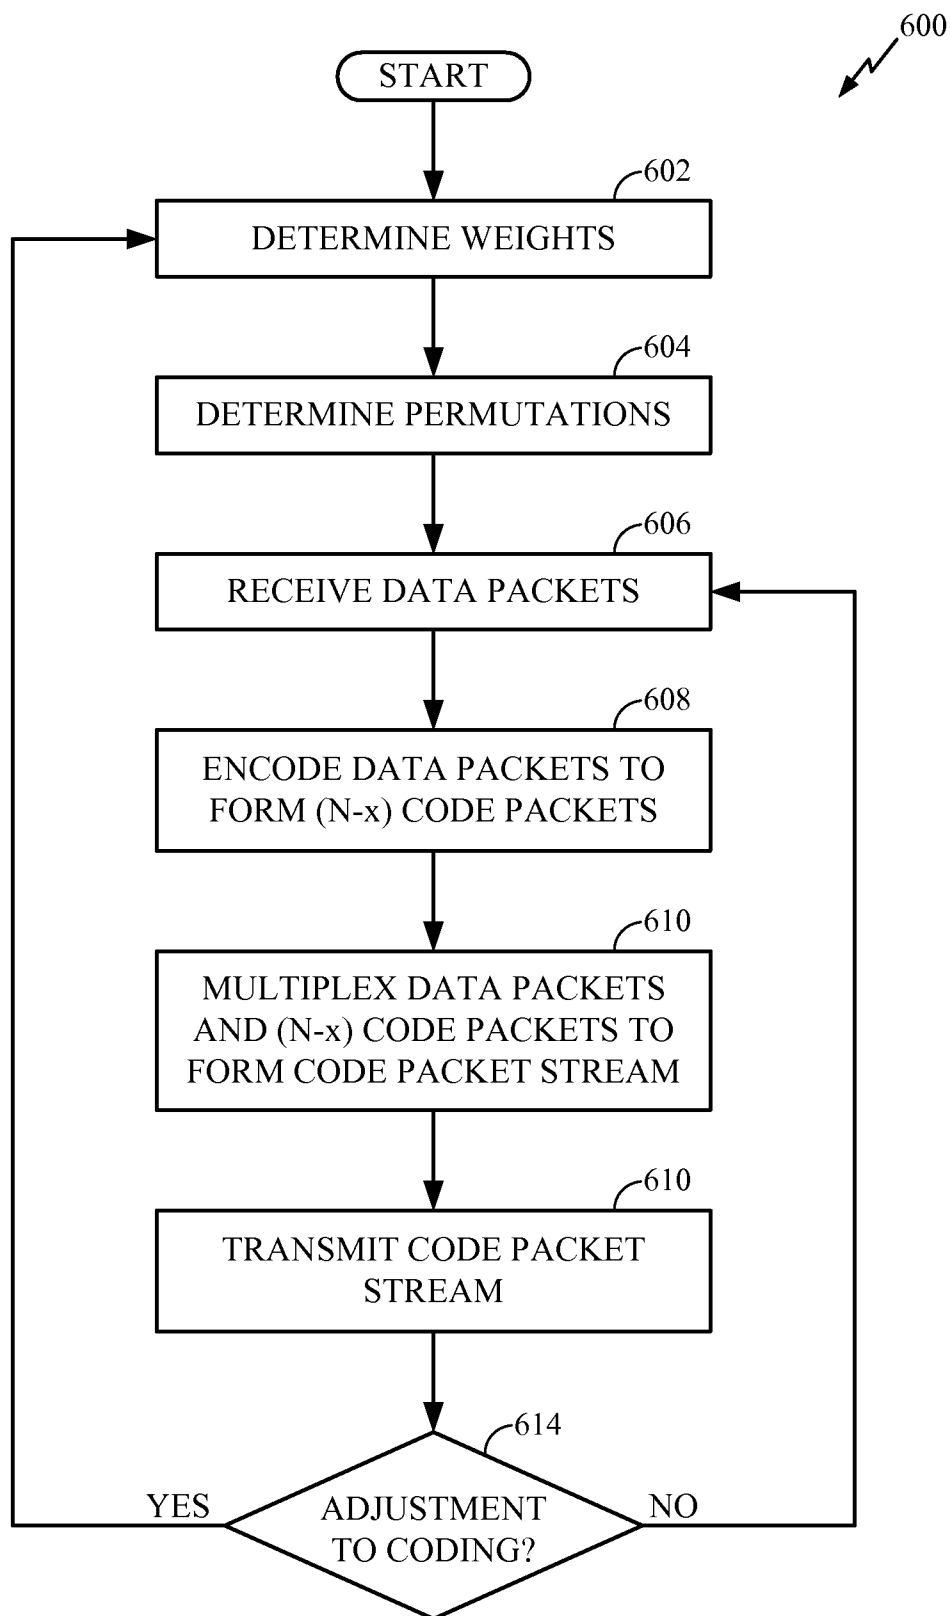 600
START
602
DETERMINE WEIGHTS
604
DETERMINE PERMUTATIONS
606
RECEIVE DATA PACKETS
608
ENCODE DATA PACKETS TO
FORM (N-x) CODE PACKETS
610
MULTIPLEX DATA PACKETS
AND (N-x) CODE PACKETS TO
FORM CODE PACKET STREAM
610
TRANSMIT CODE PACKET
STREAM
614
YES
ADJUSTMENT
TO CODING?
NO